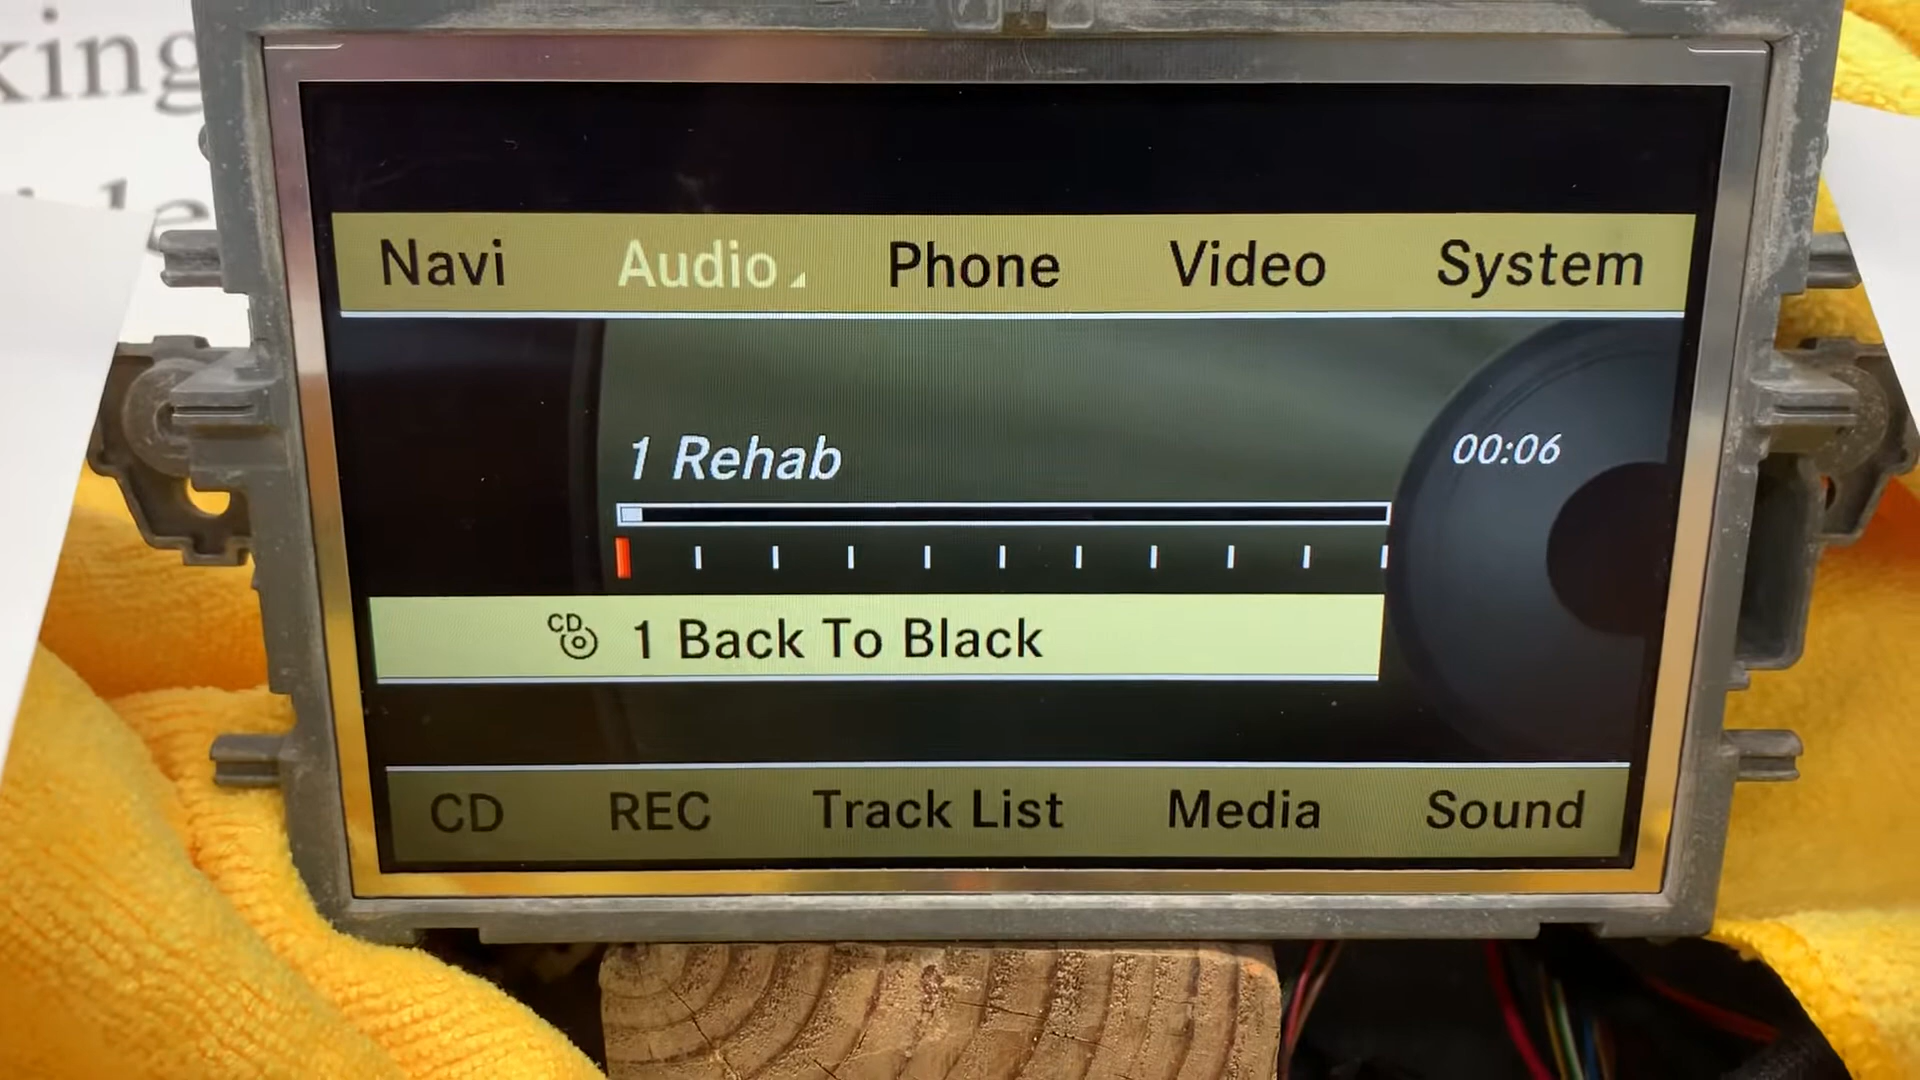 king
Navi Audio Phone Video System
1 Rehab 00:06
CD 1 Back To Black
CD REC Track List Media Sound